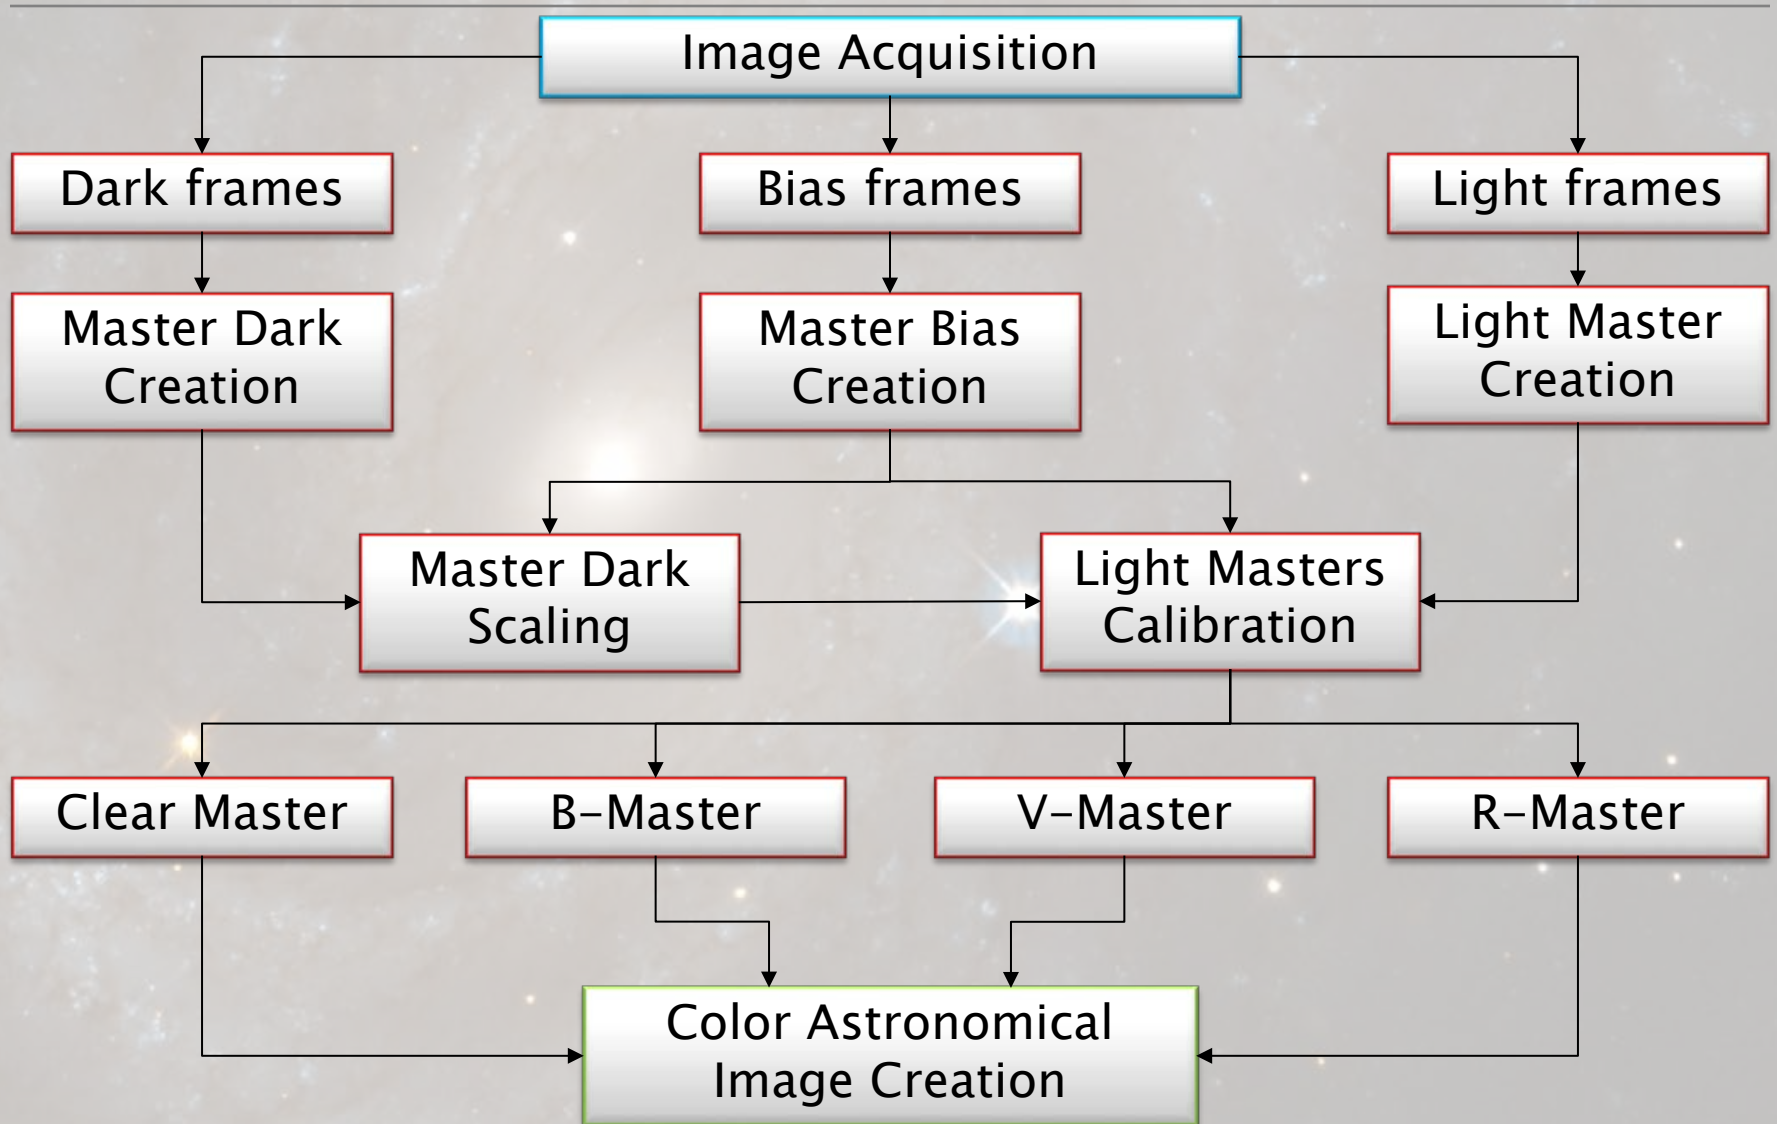 Image Acquisition
Dark frames
Bias frames
Light frames
Master Dark
Creation
Master Bias
Creation
Light Master
Creation
Master Dark
Scaling
Light Masters
Calibration
Clear Master
B-Master
V-Master
R-Master
Color Astronomical
Image Creation